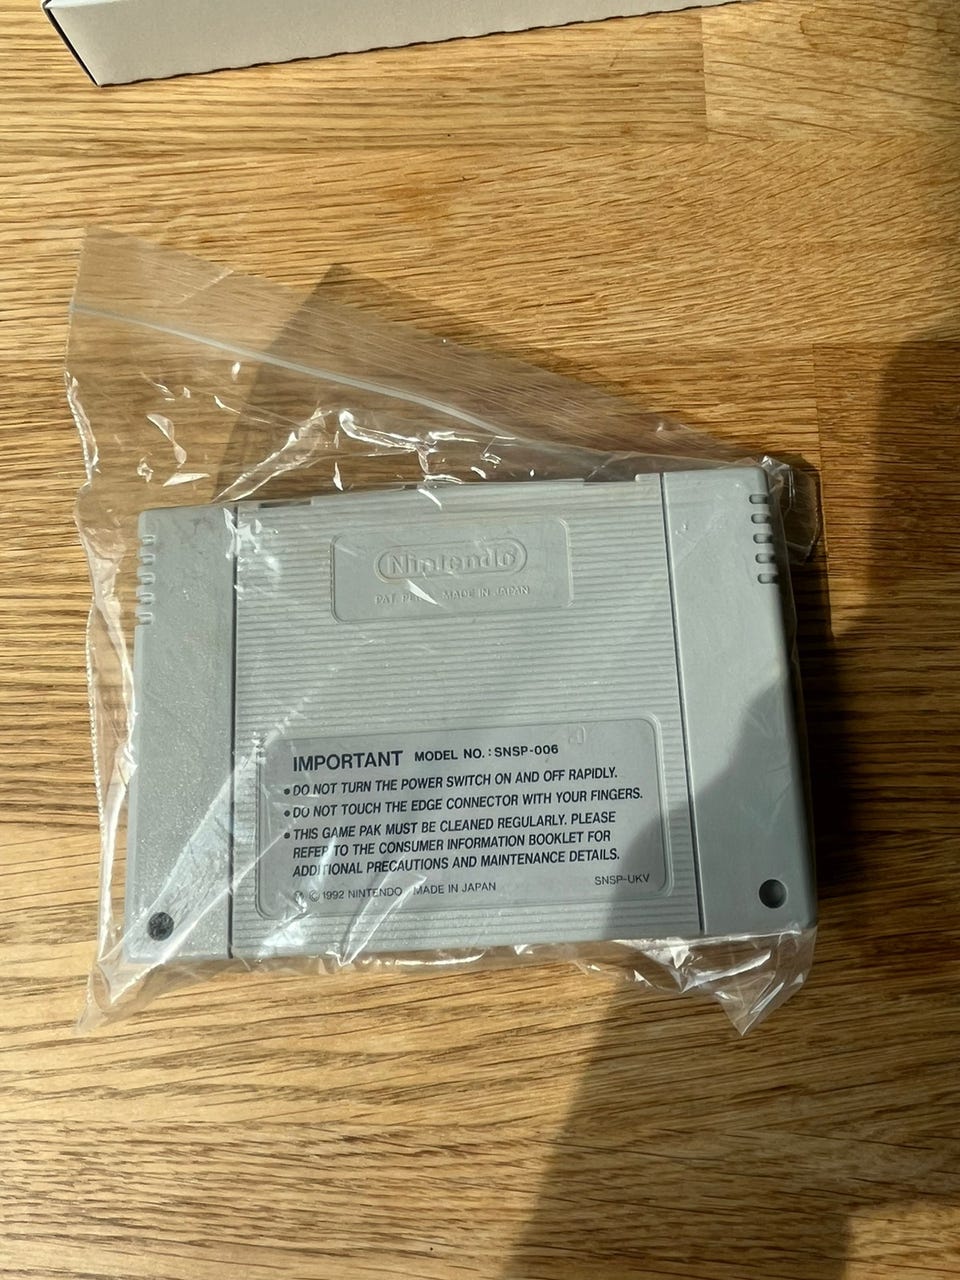 Nintendo
PAT. PEND. MADE IN JAPAN
IMPORTANT MODEL NO.: SNSP-006
• DO NOT TURN THE POWER SWITCH ON AND OFF RAPIDLY.
• DO NOT TOUCH THE EDGE CONNECTOR WITH YOUR FINGERS.
• THIS GAME PAK MUST BE CLEANED REGULARLY. PLEASE
REFER TO THE CONSUMER INFORMATION BOOKLET FOR
ADDITIONAL PRECAUTIONS AND MAINTENANCE DETAILS.
© 1992 NINTENDO MADE IN JAPAN SNSP-UKV